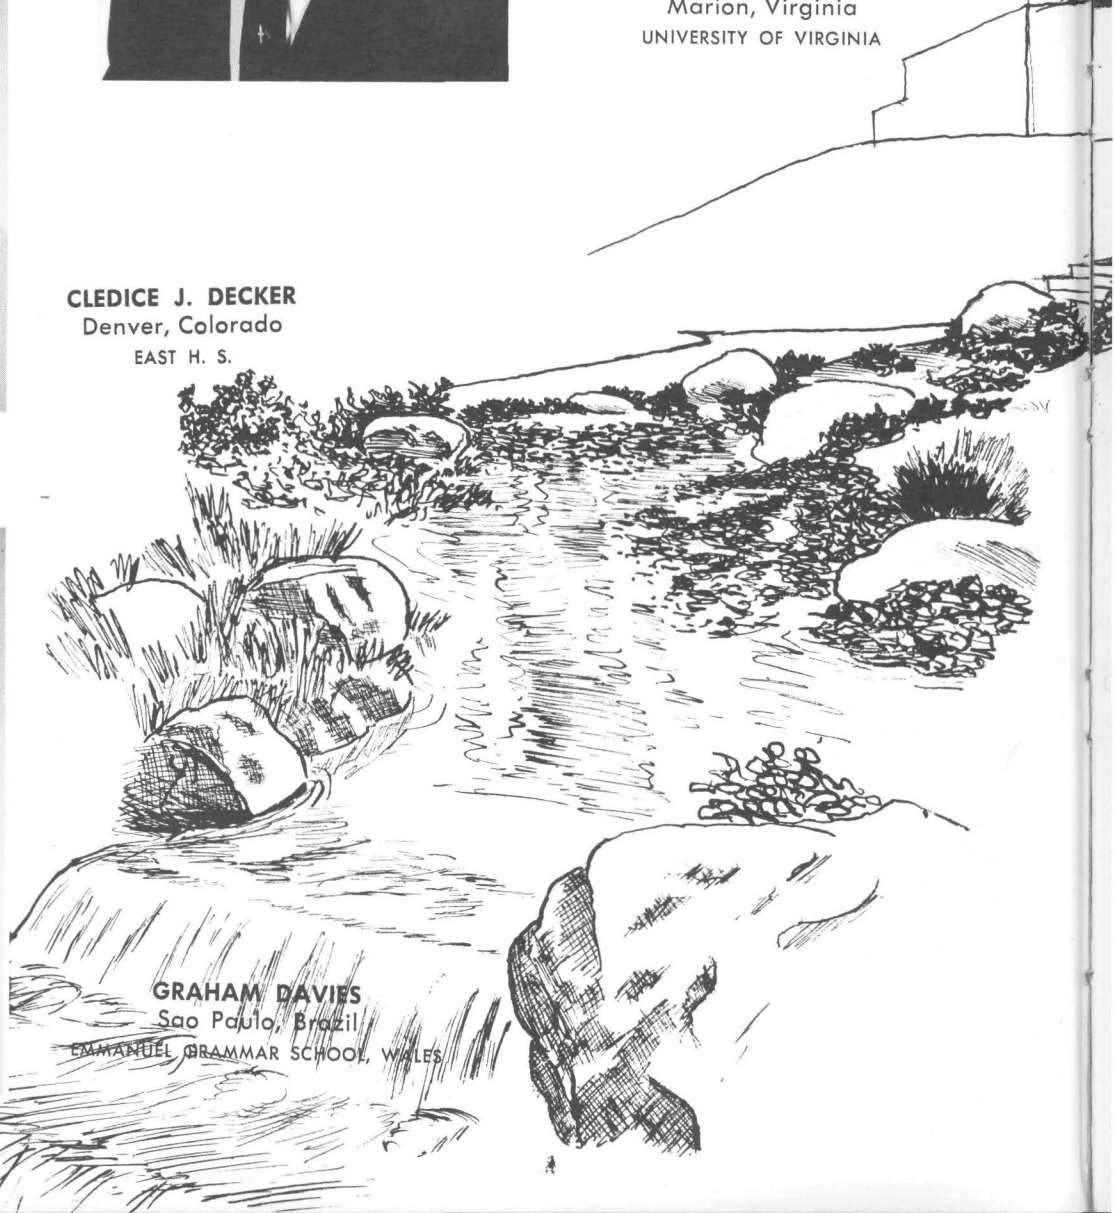 Marion, Virginia
UNIVERSITY OF VIRGINIA
CLEDICE J. DECKER
Denver, Colorado
EAST H. S.
GRAHAM DAVIES
Sao Paulo, Brazil
EMMANUEL GRAMMAR SCHOOL, WALES